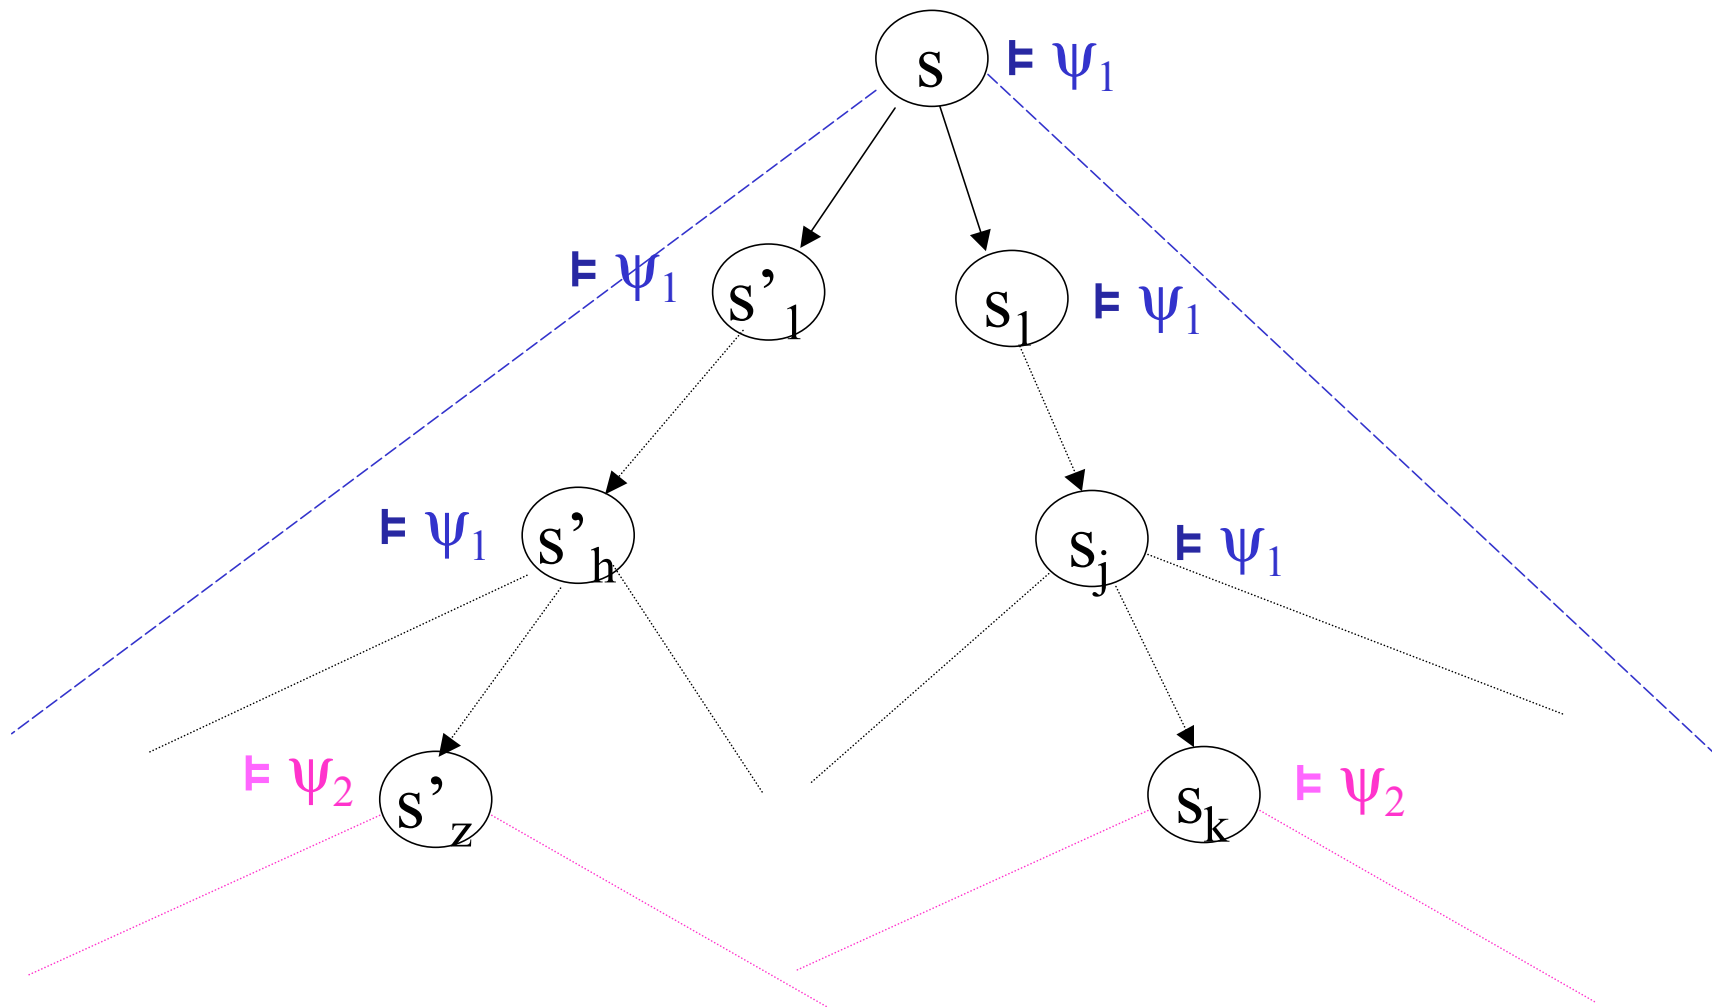 s ⊨ ψ₁
⊨ ψ₁ s’₁ s₁ ⊨ ψ₁
⊨ ψ₁ s’ₕ sⱼ ⊨ ψ₁
⊨ ψ₂ s’z sₖ ⊨ ψ₂